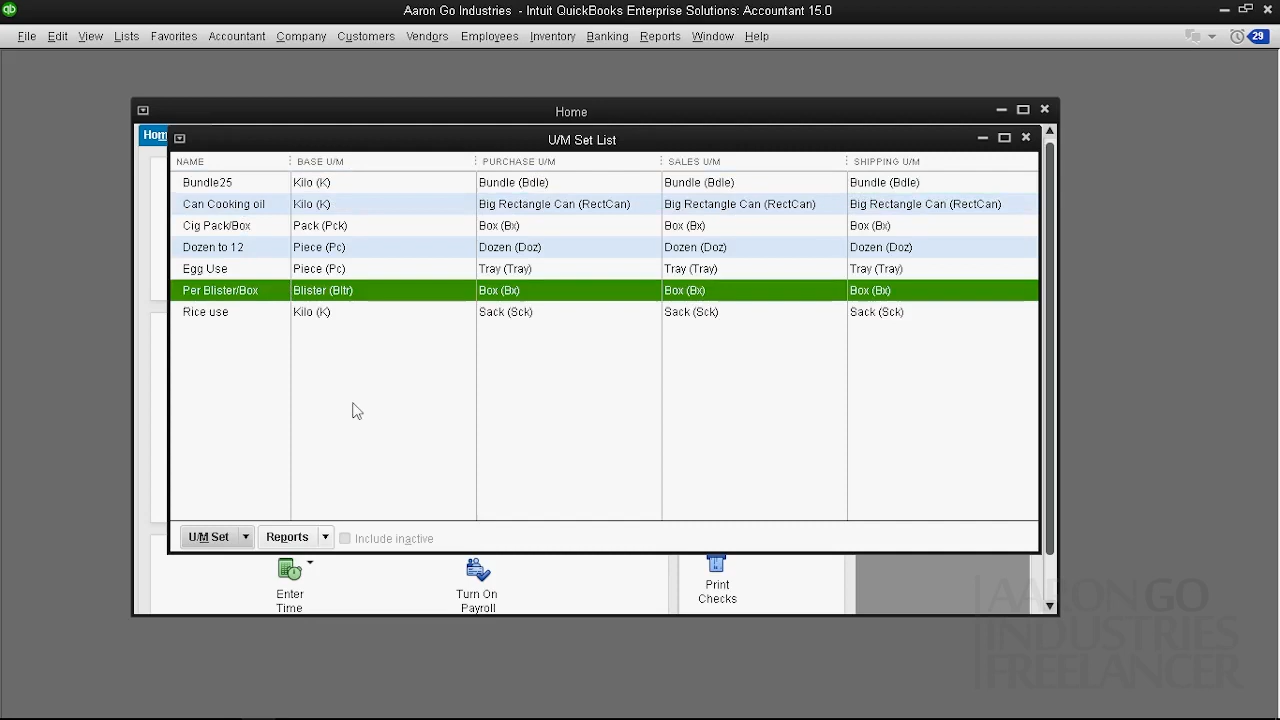 qb
Aaron Go Industries - Intuit QuickBooks Enterprise Solutions: Accountant 15.0
File Edit View Lists Favorites Accountant Company Customers Vendors Employees Inventory Banking Reports Window Help 29
Home
Hom
U/M Set List
NAME BASE U/M PURCHASE U/M SALES U/M SHIPPING U/M
Bundle25 Kilo (K) Bundle (Bdle) Bundle (Bdle) Bundle (Bdle)
Can Cooking oil Kilo (K) Big Rectangle Can (RectCan) Big Rectangle Can (RectCan) Big Rectangle Can (RectCan)
Cig Pack/Box Pack (Pck) Box (Bx) Box (Bx) Box (Bx)
Dozen to 12 Piece (Pc) Dozen (Doz) Dozen (Doz) Dozen (Doz)
Egg Use Piece (Pc) Tray (Tray) Tray (Tray) Tray (Tray)
Per Blister/Box Blister (Bltr) Box (Bx) Box (Bx) Box (Bx)
Rice use Kilo (K) Sack (Sck) Sack (Sck) Sack (Sck)
U/M Set Reports Include inactive
Enter
Time
Turn On
Payroll
Print
Checks
AARON GO
INDUSTRIES
FREELANCER